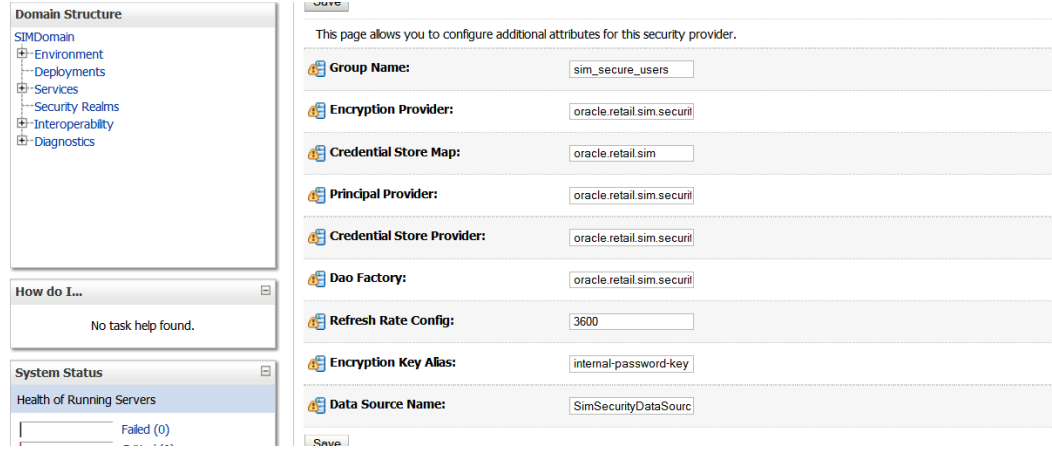 Domain Structure
SIMDomain
Environment
Deployments
Services
Security Realms
Interoperability
Diagnostics
How do I...
No task help found.
System Status
Health of Running Servers
Failed (0)
Save
This page allows you to configure additional attributes for this security provider.
Group Name: sim_secure_users
Encryption Provider: oracle.retail.sim.securit
Credential Store Map: oracle.retail.sim
Principal Provider: oracle.retail.sim.securit
Credential Store Provider: oracle.retail.sim.securit
Dao Factory: oracle.retail.sim.securit
Refresh Rate Config: 3600
Encryption Key Alias: internal-password-key
Data Source Name: SimSecurityDataSourc
Save